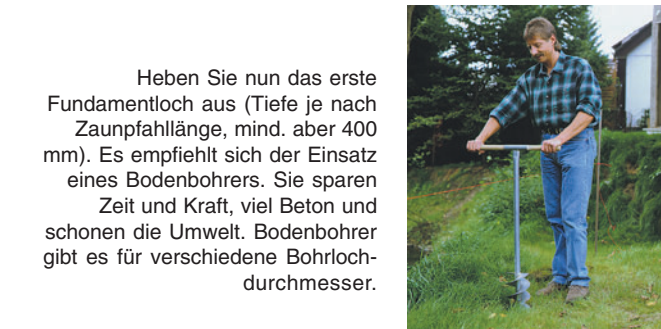 Heben Sie nun das erste
Fundamentloch aus (Tiefe je nach
Zaunpfahllänge, mind. aber 400
mm). Es empfiehlt sich der Einsatz
eines Bodenbohrers. Sie sparen
Zeit und Kraft, viel Beton und
schonen die Umwelt. Bodenbohrer
gibt es für verschiedene Bohrloch-
durchmesser.